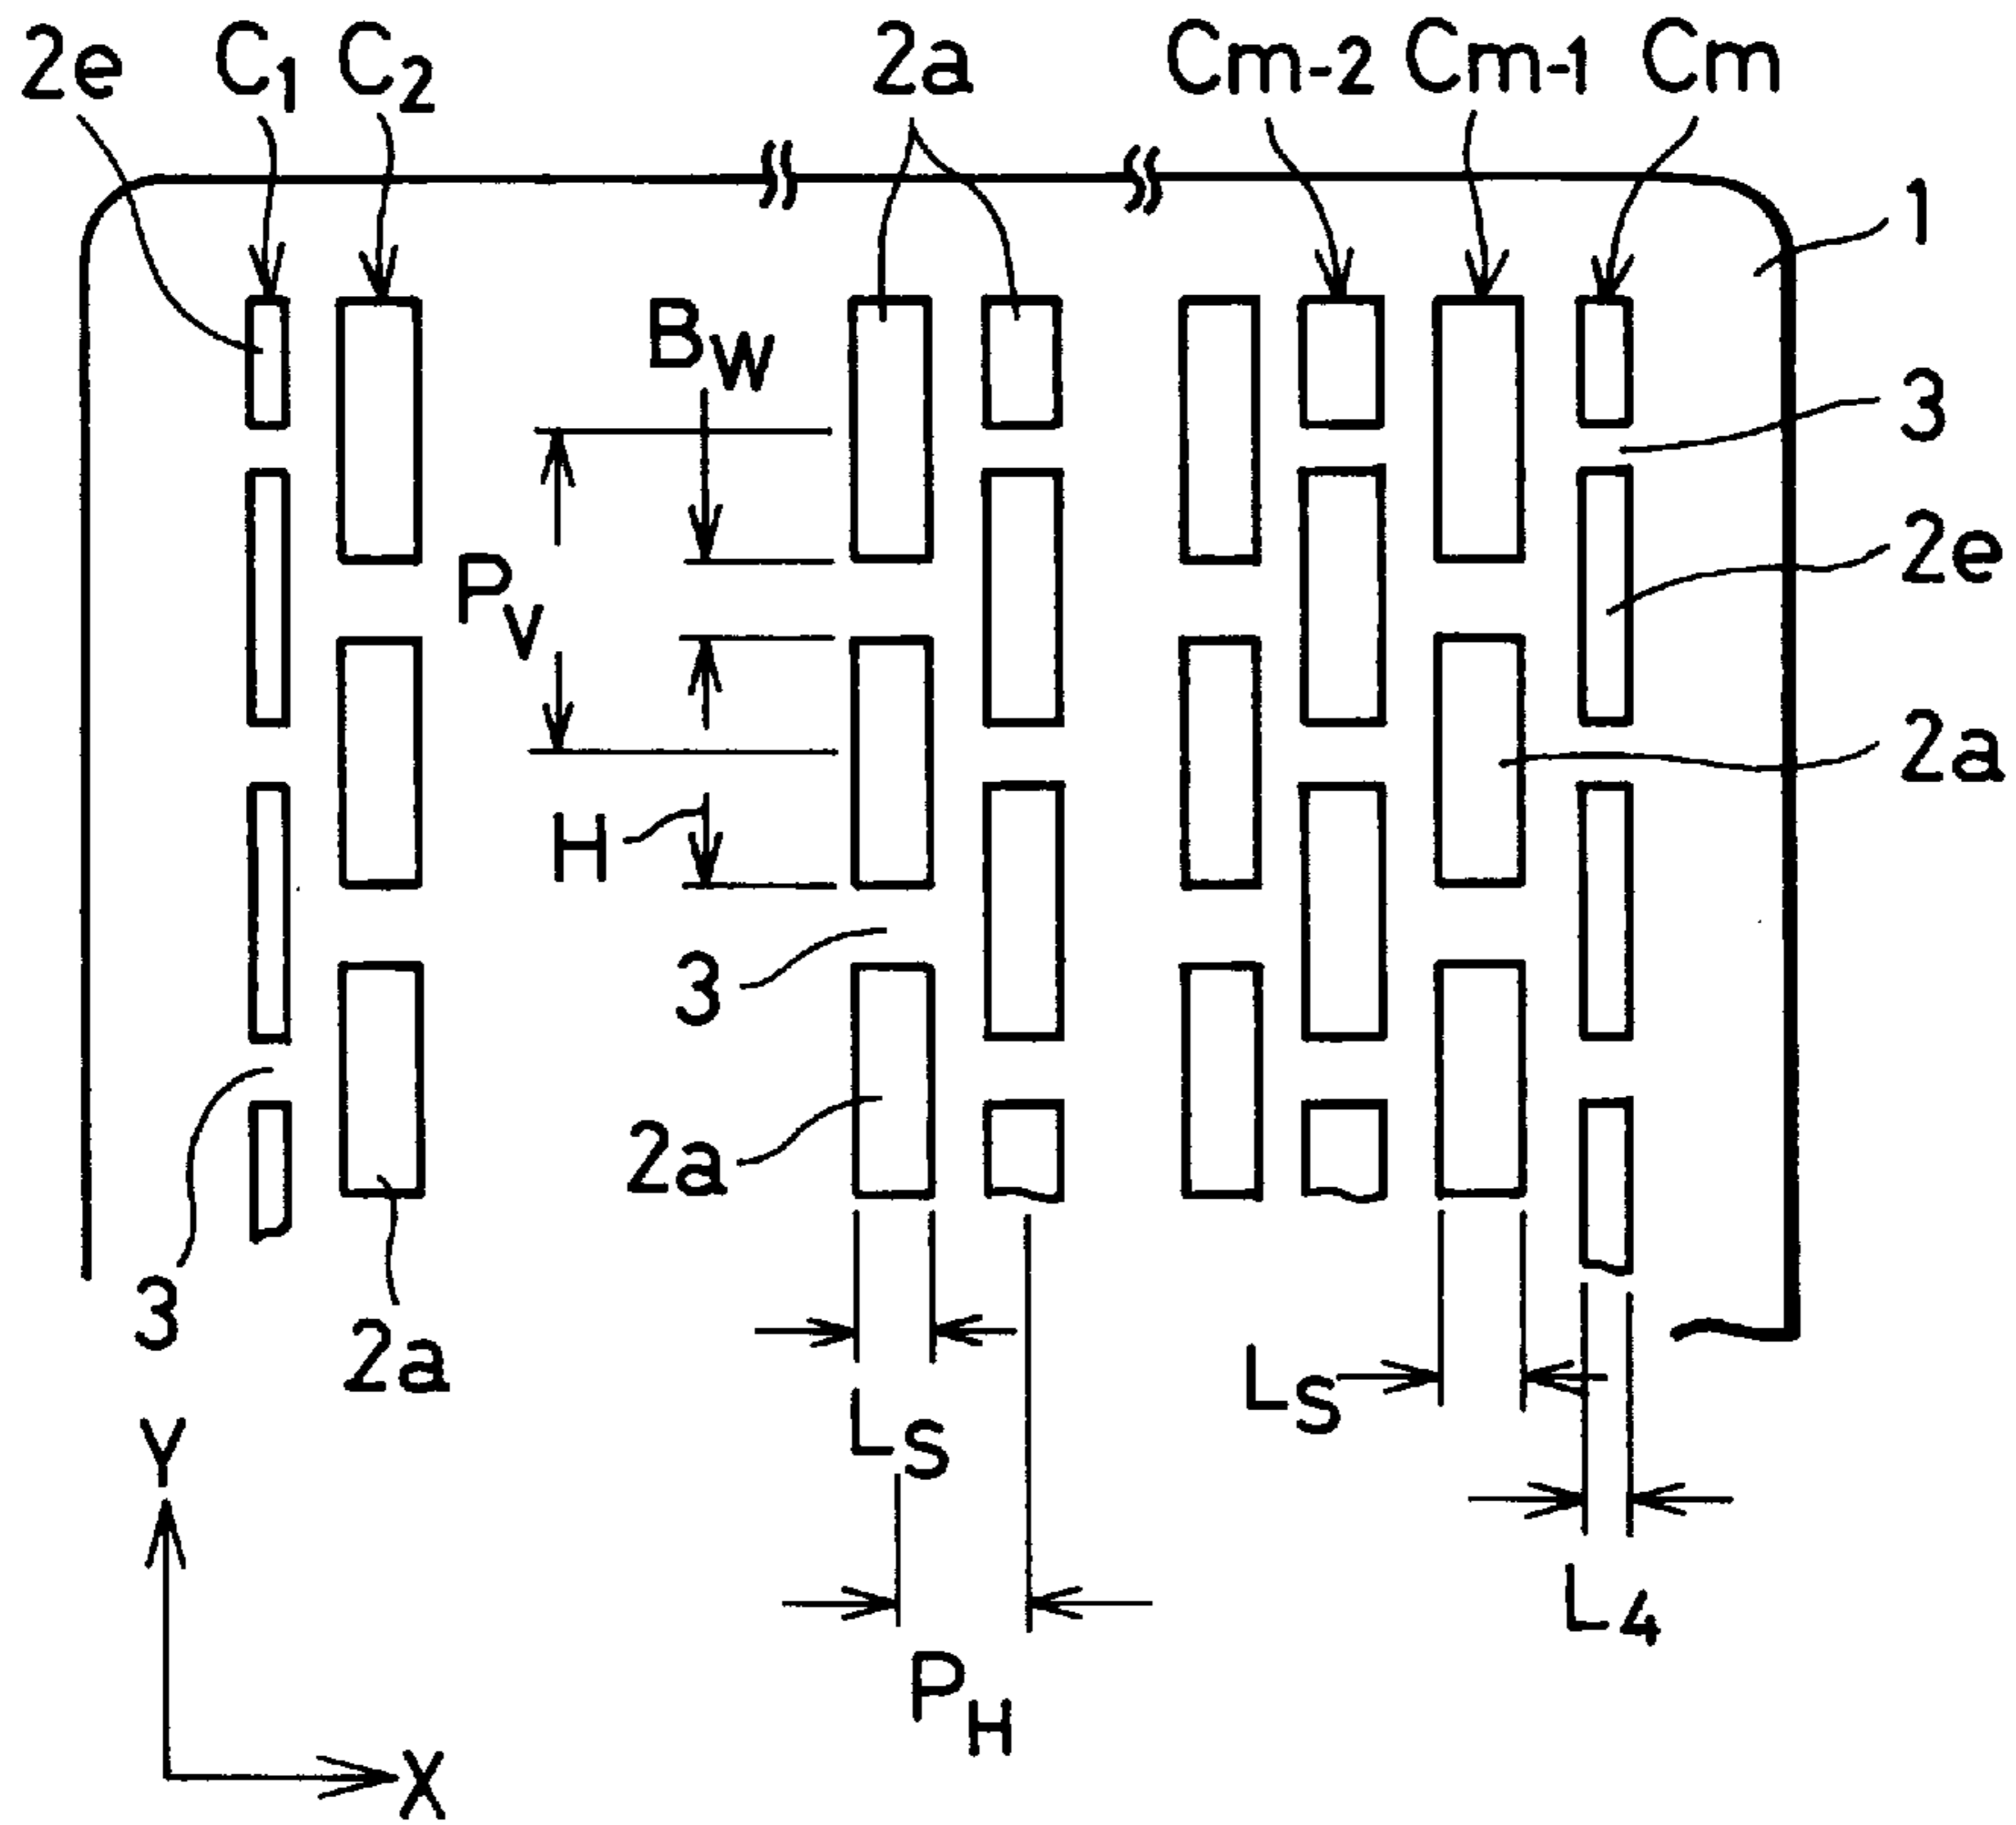 2e C1 C2 2a Cm-2 Cm-1 Cm
1
BW
3
PV
2e
2a
H
3
2a
3
2a
LS
LS
Y
L4
PH
X